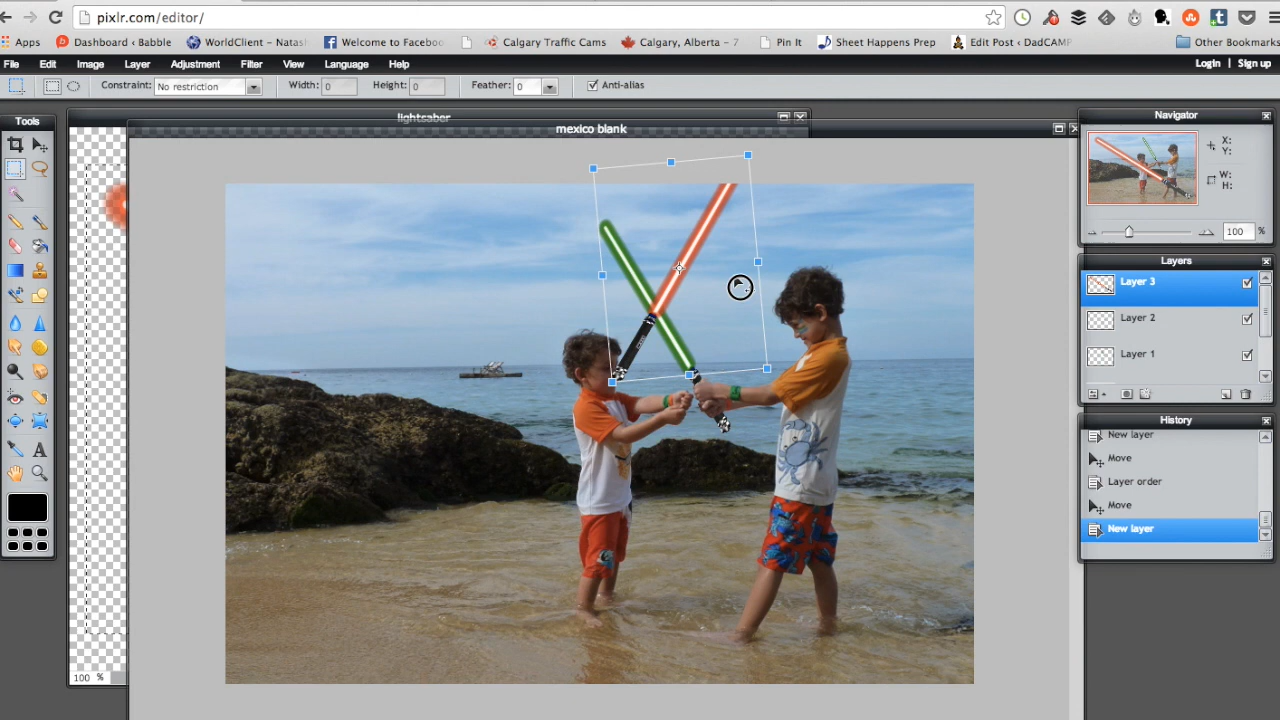 pixlr.com/editor/
Apps Dashboard ‹ Babble WorldClient - Natas Welcome to Faceboo Calgary Traffic Cams Calgary, Alberta - 7 Pin It Sheet Happens Prep Edit Post ‹ DadCAMP Other Bookmarks
File Edit Image Layer Adjustment Filter View Language Help Login Sign up
Constraint: No restriction Width: 0 Height: 0 Feather: 0 Anti-alias
Tools
lightsaber
mexico blank
Navigator
X:
Y:
W:
H:
100 %
Layers
Layer 3
Layer 2
Layer 1
History
New layer
Move
Layer order
Move
New layer
100 %